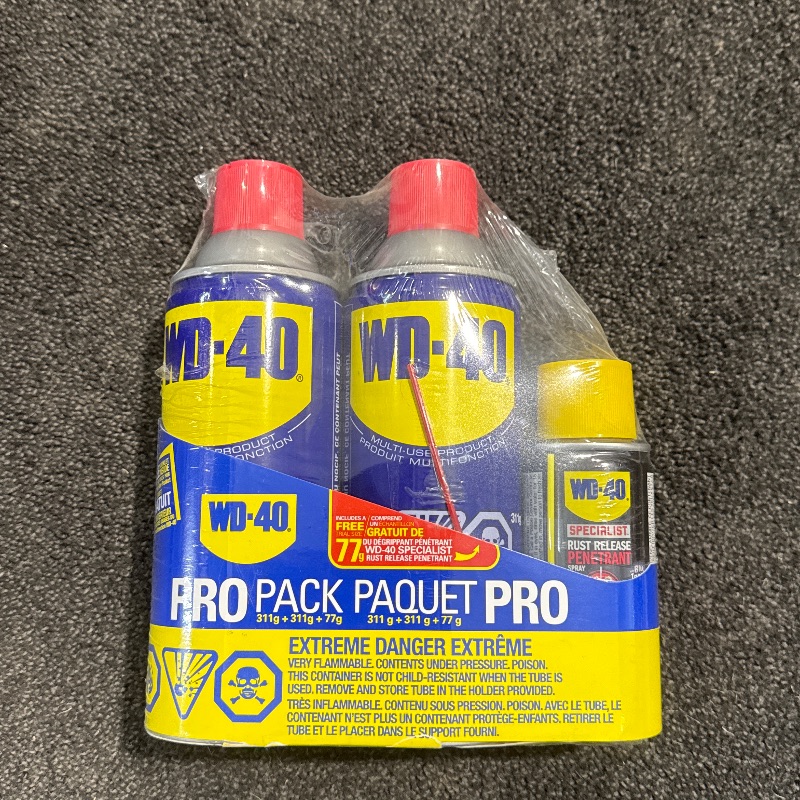 WD-40
®
PRODUCT
WD-40
MULTI-USE PRODUCT
PRODUIT MULTIFONCTION
311g
CE CONTENANT PEUT
WD-40
SPECIALIST
RUST RELEASE
PENETRANT
SPRAY
WD-40®
INCLUDES A / COMPREND
FREE UN ÉCHANTILLON
TRIAL SIZE GRATUIT DE
77g DU DÉGRIPPANT PÉNÉTRANT
WD-40 SPECIALIST
RUST RELEASE PENETRANT
PRO PACK PAQUET PRO
311g + 311g + 77g 311 g + 311 g + 77 g
EXTREME DANGER EXTRÊME
VERY FLAMMABLE. CONTENTS UNDER PRESSURE. POISON.
THIS CONTAINER IS NOT CHILD-RESISTANT WHEN THE TUBE IS
USED. REMOVE AND STORE TUBE IN THE HOLDER PROVIDED.
TRÈS INFLAMMABLE. CONTENU SOUS PRESSION. POISON. AVEC LE TUBE, LE
CONTENANT N'EST PLUS UN CONTENANT PROTÈGE-ENFANTS. RETIRER LE
TUBE ET LE PLACER DANS LE SUPPORT FOURNI.